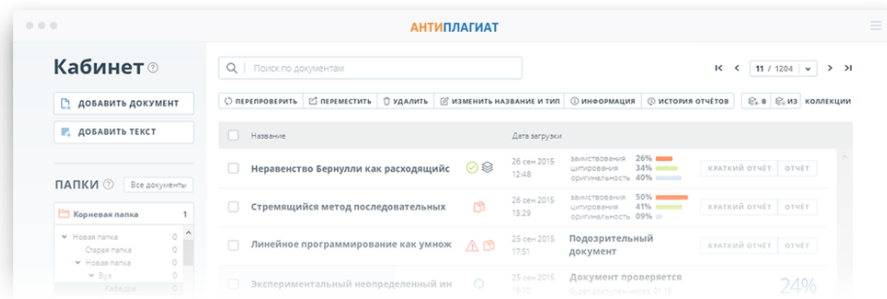 АНТИПЛАГИАТ
Кабинет ?
ДОБАВИТЬ ДОКУМЕНТ
ДОБАВИТЬ ТЕКСТ
ПАПКИ ? Все документы
Корневая папка 1
Новая папка 0
Старая папка 0
Новая папка 0
Вуз 0
Кафедра 0
Поиск по документам
11 / 1204
ПЕРЕПРОВЕРИТЬ ПЕРЕМЕСТИТЬ УДАЛИТЬ ИЗМЕНИТЬ НАЗВАНИЕ И ТИП ИНФОРМАЦИЯ ИСТОРИЯ ОТЧЁТОВ В ИЗ КОЛЛЕКЦИИ
Название Дата загрузки
Неравенство Бернулли как расходящийс
26 сен 2015
12:48
заимствования 26%
цитирования 34%
оригинальность 40%
КРАТКИЙ ОТЧЁТ ОТЧЁТ
Стремящийся метод последовательных
26 сен 2015
13:29
заимствования 50%
цитирования 41%
оригинальность 09%
КРАТКИЙ ОТЧЁТ ОТЧЁТ
Линейное программирование как умнож
25 сен 2015
17:51
Подозрительный
документ
КРАТКИЙ ОТЧЁТ ОТЧЁТ
Экспериментальный неопределенный ин
25 сен 2015
Документ проверяется
24%